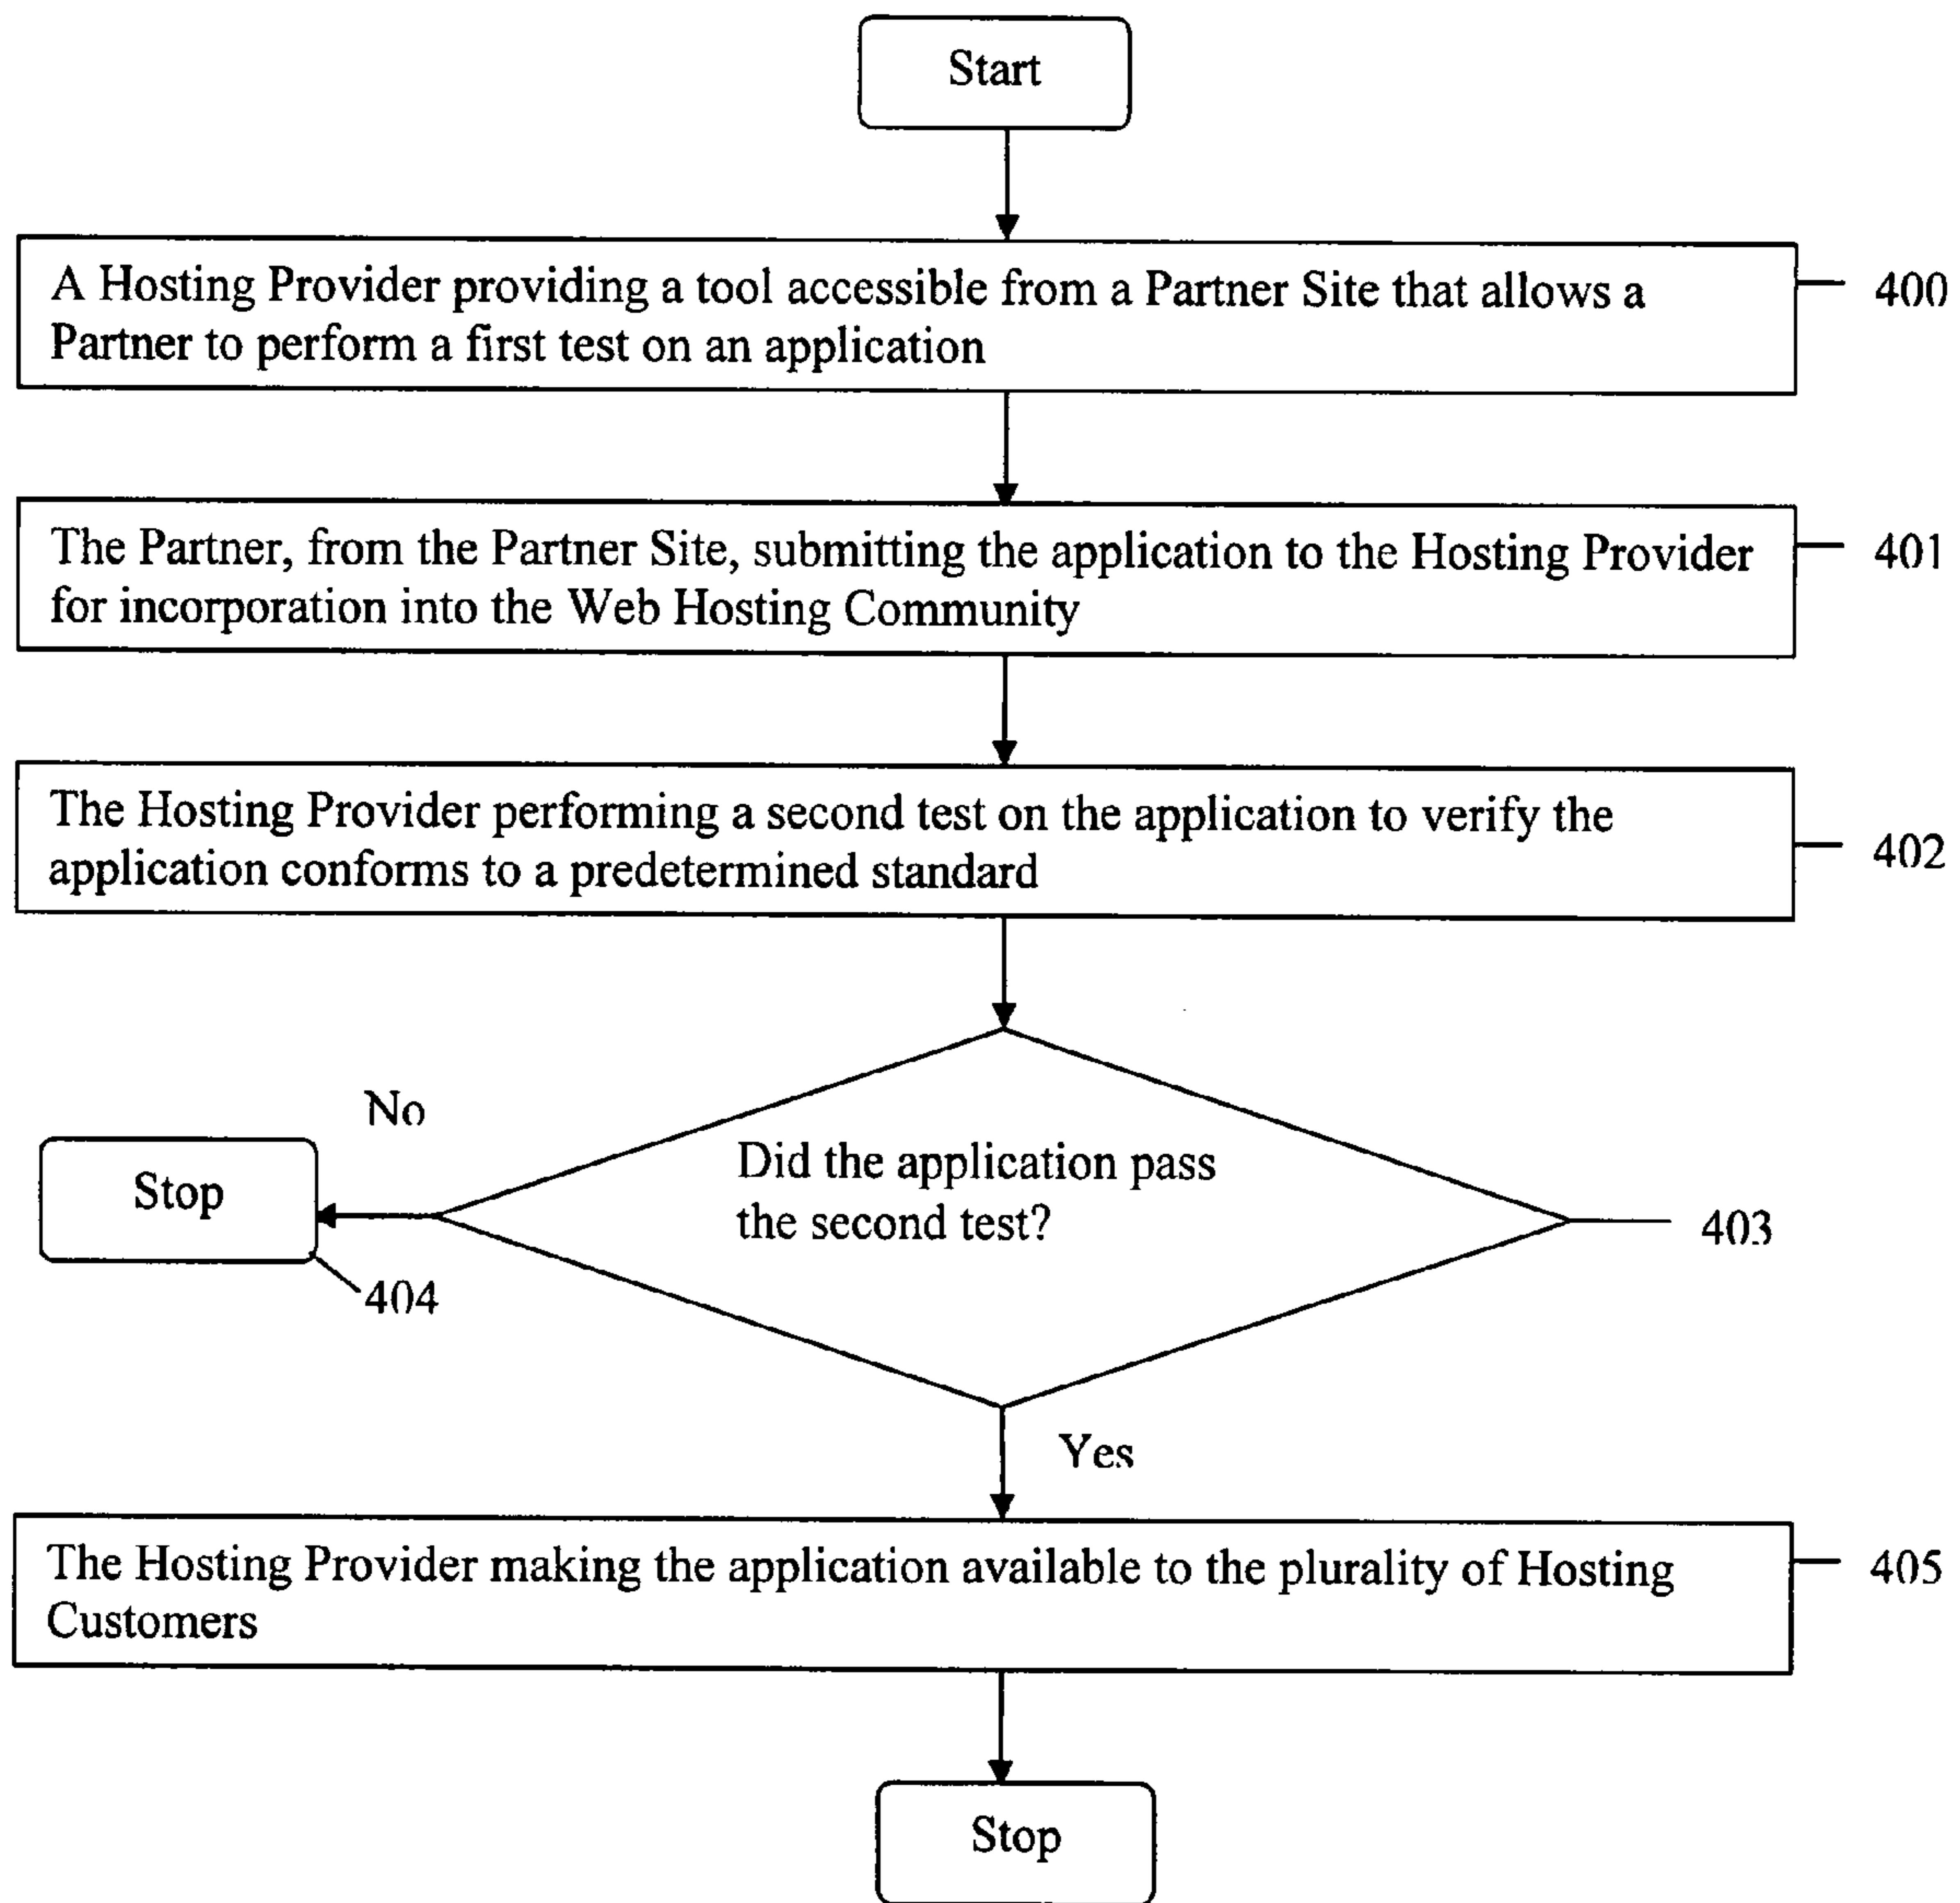 Start
A Hosting Provider providing a tool accessible from a Partner Site that allows a
Partner to perform a first test on an application
400
The Partner, from the Partner Site, submitting the application to the Hosting Provider
for incorporation into the Web Hosting Community
401
The Hosting Provider performing a second test on the application to verify the
application conforms to a predetermined standard
402
No
Did the application pass
the second test?
Stop
403
404
Yes
The Hosting Provider making the application available to the plurality of Hosting
Customers
405
Stop